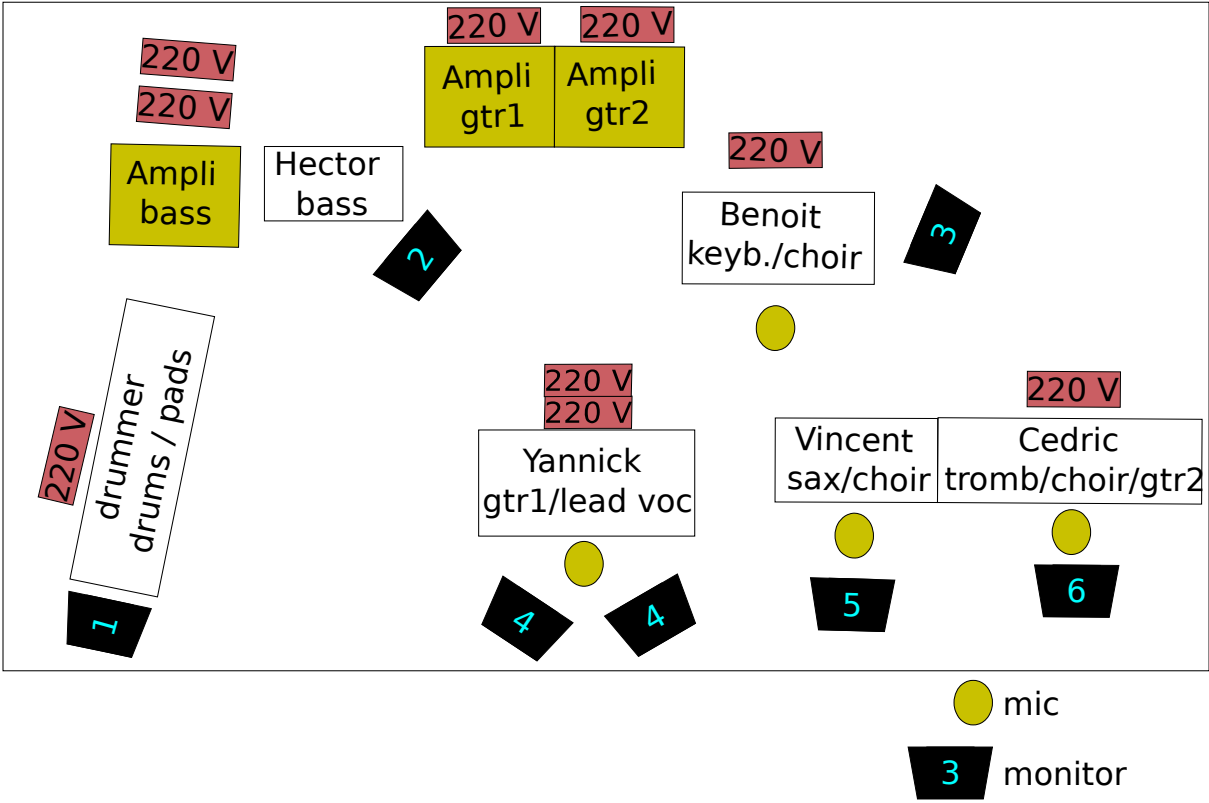 220 V
220 V
220 V
220 V
Ampli
gtr1
Ampli
gtr2
220 V
Ampli
bass
Hector
bass
2
Benoit
keyb./choir
3
drummer
drums / pads
220 V
1
220 V
220 V
Yannick
gtr1/lead voc
4
4
220 V
Vincent
sax/choir
Cedric
tromb/choir/gtr2
5
6
mic
3
monitor